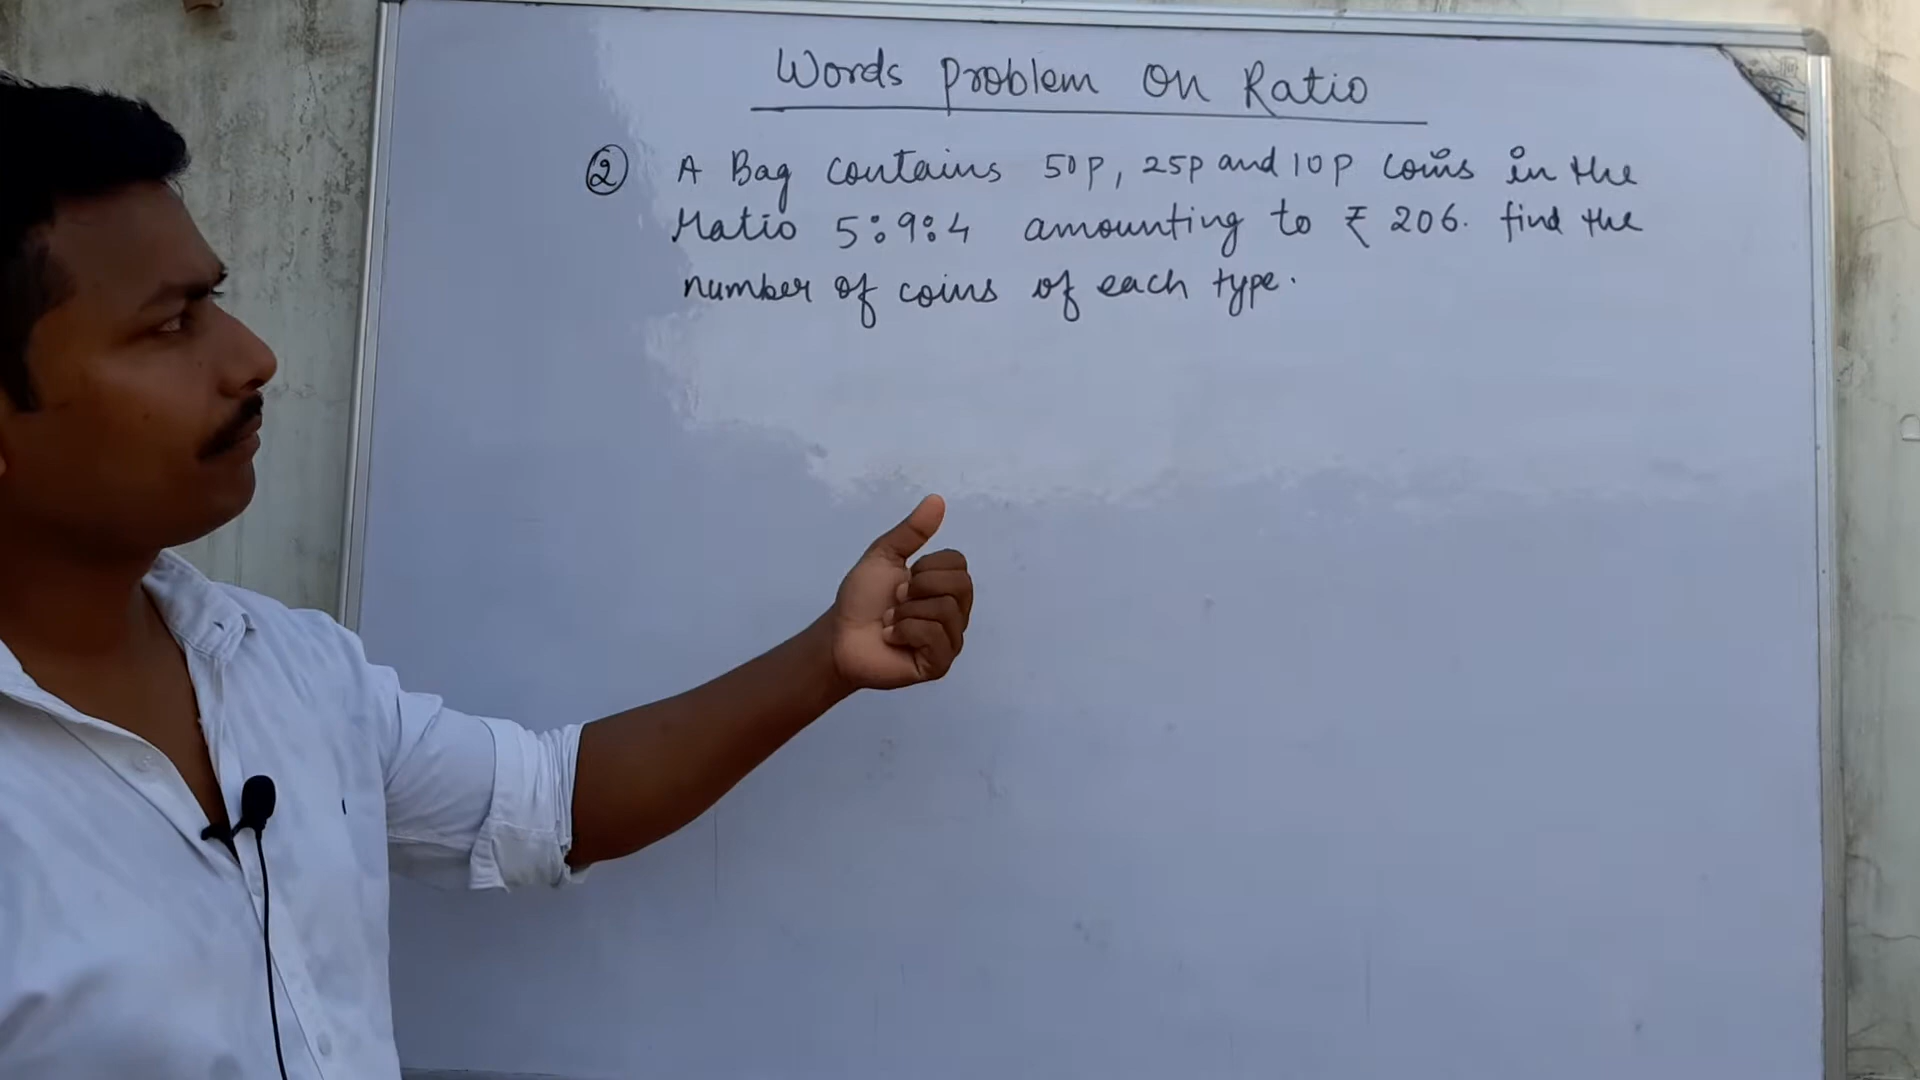 Words Problem On Ratio
② A Bag contains 50p, 25p and 10p coins in the
Ratio 5:9:4 amounting to ₹ 206. find the
number of coins of each type.